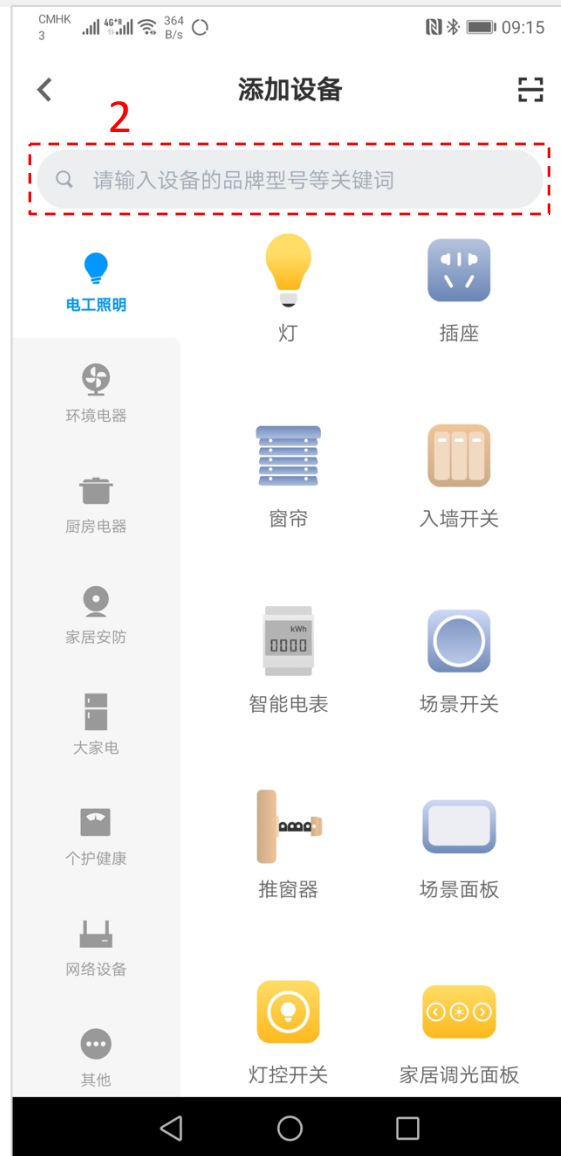 CMHK
3
4G+R
364
B/s
09:15
添加设备
2
请输入设备的品牌型号等关键词
电工照明
灯
插座
环境电器
窗帘
入墙开关
厨房电器
家居安防
kWh
0000
智能电表
场景开关
大家电
个护健康
推窗器
场景面板
网络设备
其他
灯控开关
家居调光面板